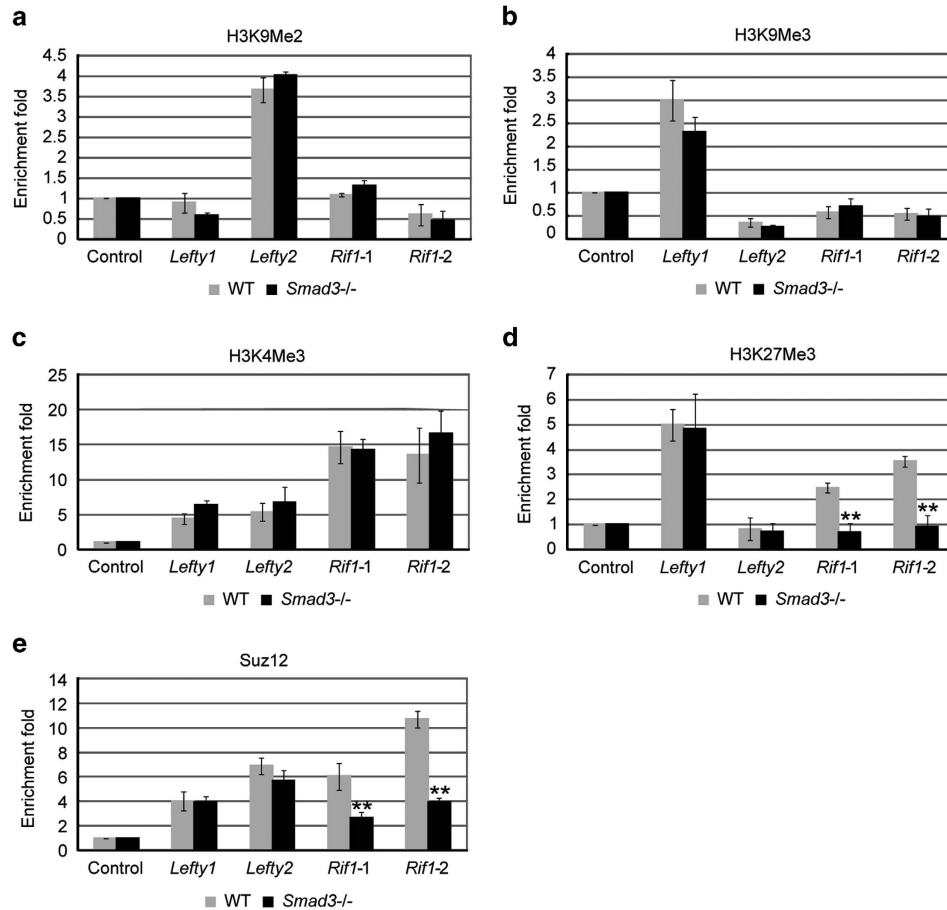 a
H3K9Me2
Enrichment fold
4.5
4
3.5
3
2.5
2
1.5
1
0.5
0
Control Lefty1 Lefty2 Rif1-1 Rif1-2
WT Smad3-/-
b
H3K9Me3
Enrichment fold
4
3.5
3
2.5
2
1.5
1
0.5
0
Control Lefty1 Lefty2 Rif1-1 Rif1-2
WT Smad3-/-
c
H3K4Me3
Enrichment fold
25
20
15
10
5
0
Control Lefty1 Lefty2 Rif1-1 Rif1-2
WT Smad3-/-
d
H3K27Me3
Enrichment fold
7
6
5
4
3
2
1
0
** **
Control Lefty1 Lefty2 Rif1-1 Rif1-2
WT Smad3-/-
e
Suz12
Enrichment fold
14
12
10
8
6
4
2
0
** **
Control Lefty1 Lefty2 Rif1-1 Rif1-2
WT Smad3-/-